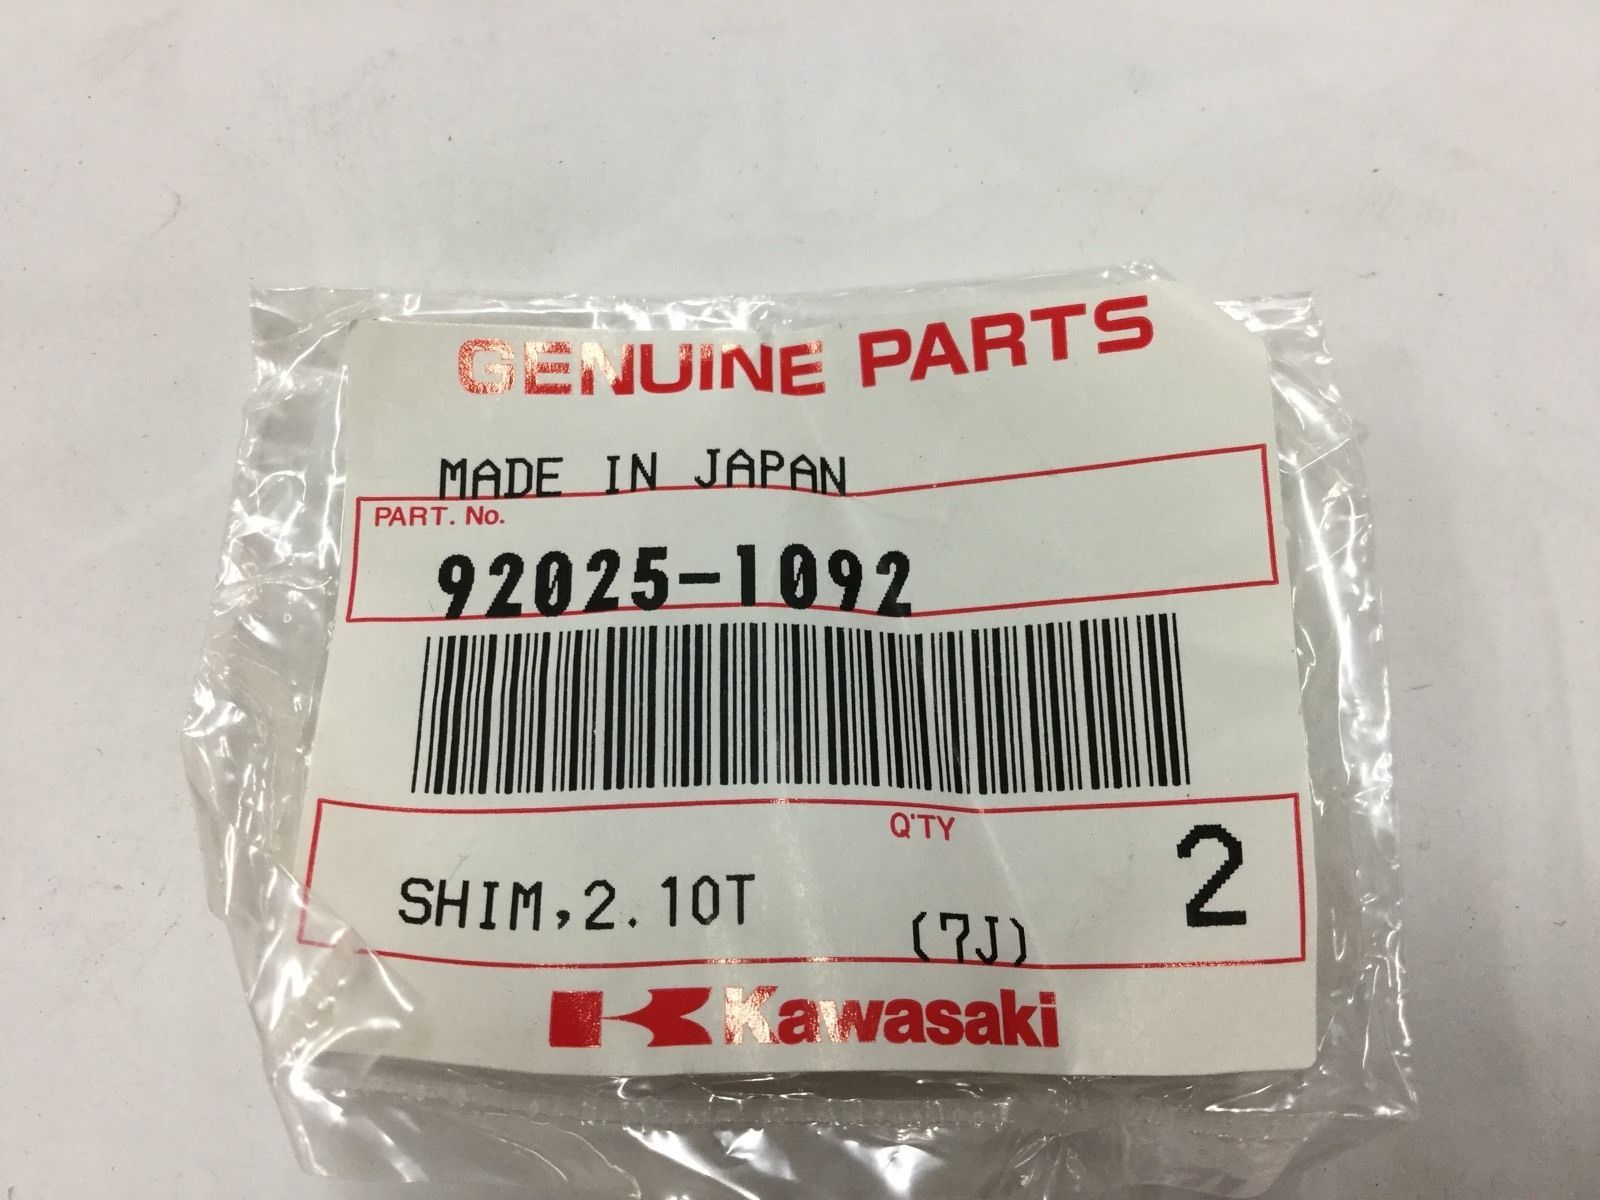 GENUINE PARTS
MADE IN JAPAN
PART. No.
92025-1092
Q'TY
SHIM,2.10T
(7J)
2
Kawasaki